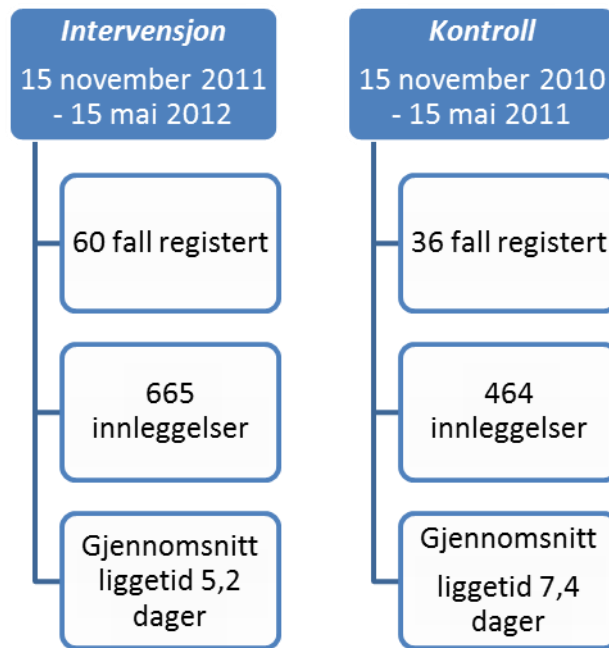 Intervensjon
15 november 2011
- 15 mai 2012
60 fall registert
665
innleggelser
Gjennomsnitt
liggetid 5,2
dager
Kontroll
15 november 2010
- 15 mai 2011
36 fall registert
464
innleggelser
Gjennomsnitt
liggetid 7,4
dager